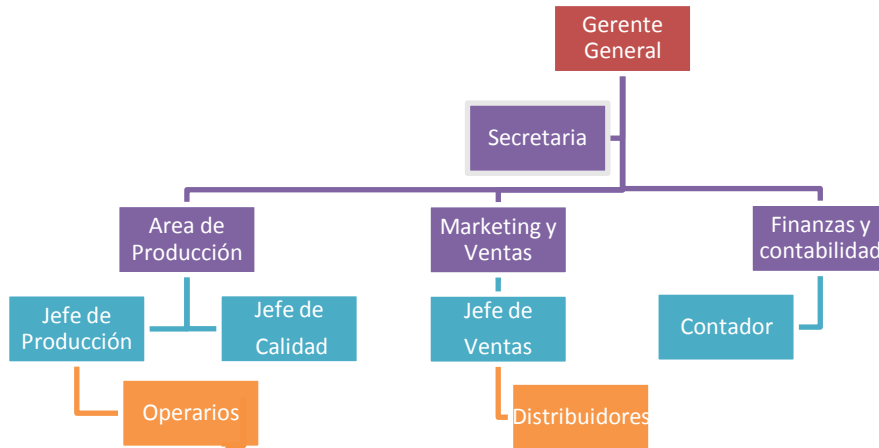 Gerente
General
Secretaria
Area de
Producción
Marketing y
Ventas
Finanzas y
contabilidad
Jefe de
Producción
Jefe de
Calidad
Jefe de
Ventas
Contador
Operarios
Distribuidores